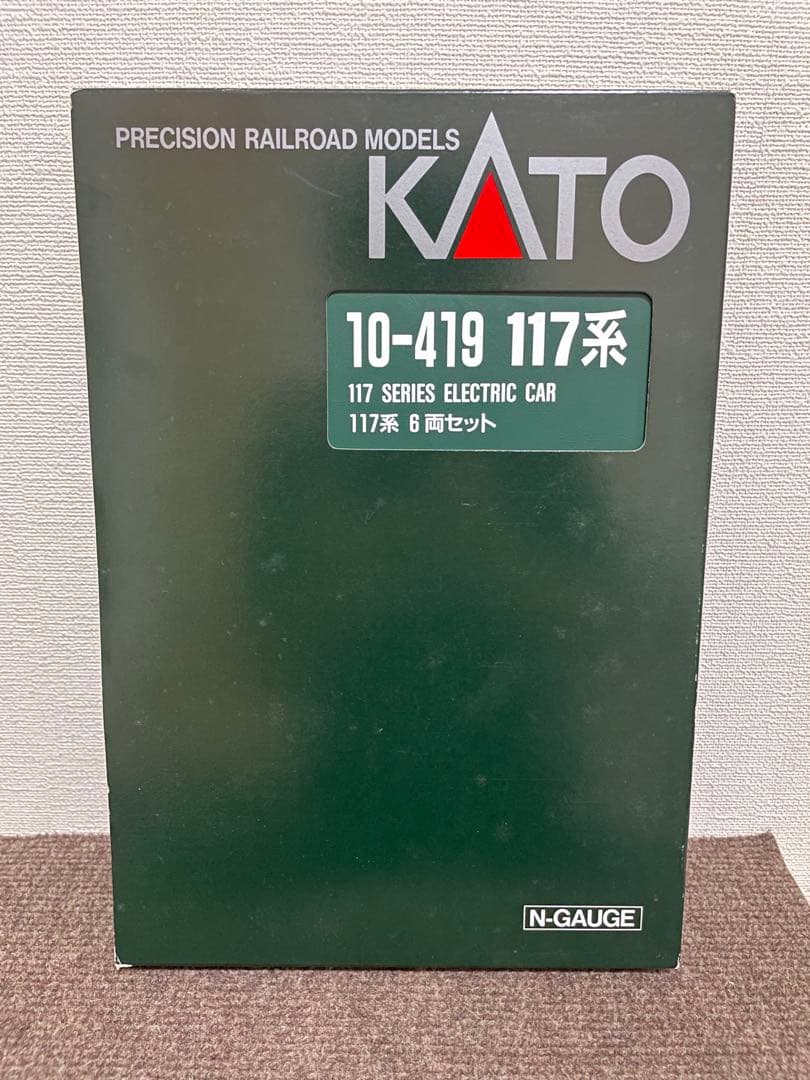 PRECISION RAILROAD MODELS
KATO
10-419 117系
117 SERIES ELECTRIC CAR
117系 6両セット
N-GAUGE